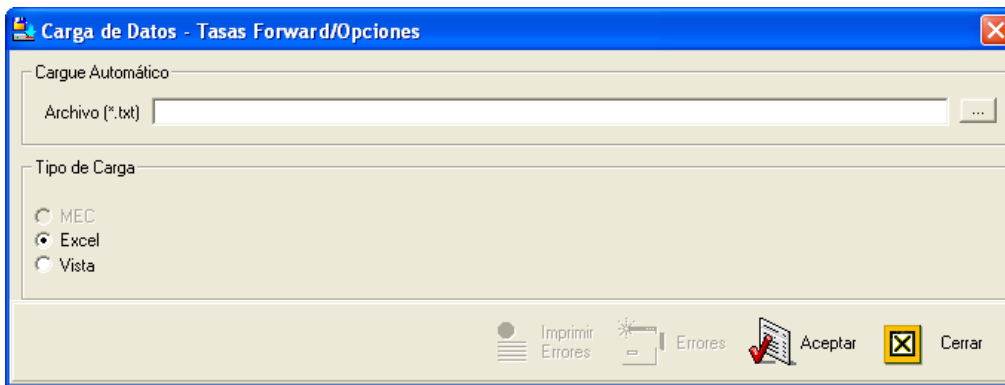 Carga de Datos - Tasas Forward/Opciones
Cargue Automático
Archivo (*.txt)
...
Tipo de Carga
MEC
Excel
Vista
Imprimir
Errores
Errores
Aceptar
Cerrar